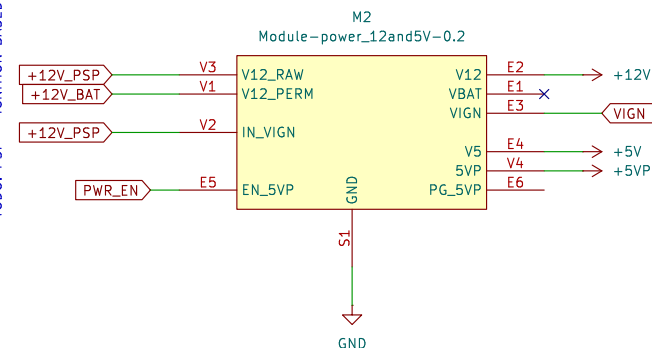 M2
Module-power_12and5V-0.2
+12V_PSP V3 V12_RAW V12 E2 +12V
+12V_BAT V1 V12_PERM VBAT E1
VIGN E3 VIGN
+12V_PSP V2 IN_VIGN
V5 E4 +5V
5VP V4 +5VP
PWR_EN E5 EN_5VP PG_5VP E6
GND
S1
GND